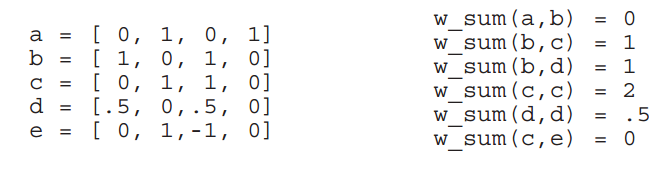 a = [ 0, 1, 0, 1]
b = [ 1, 0, 1, 0]
c = [ 0, 1, 1, 0]
d = [.5, 0,.5, 0]
e = [ 0, 1,-1, 0]
w_sum(a,b) = 0
w_sum(b,c) = 1
w_sum(b,d) = 1
w_sum(c,c) = 2
w_sum(d,d) = .5
w_sum(c,e) = 0